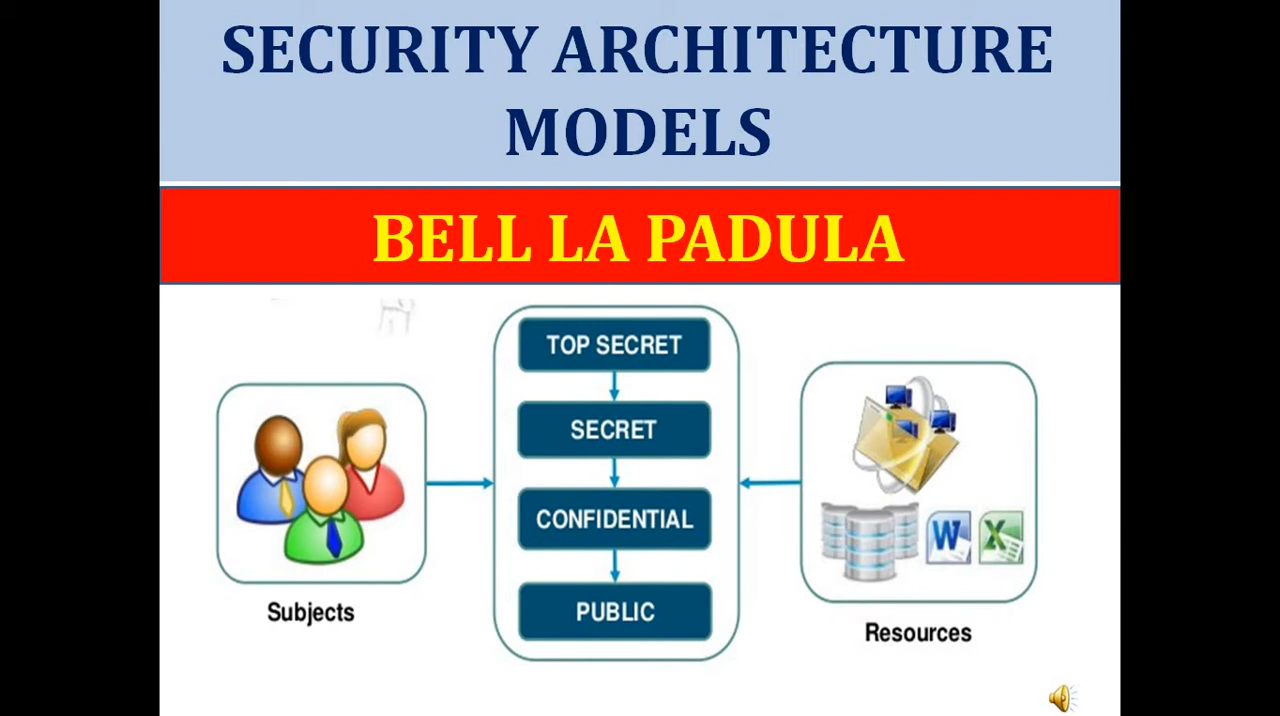 SECURITY ARCHITECTURE
MODELS
BELL LA PADULA
TOP SECRET
SECRET
CONFIDENTIAL
PUBLIC
Subjects
W
X
Resources